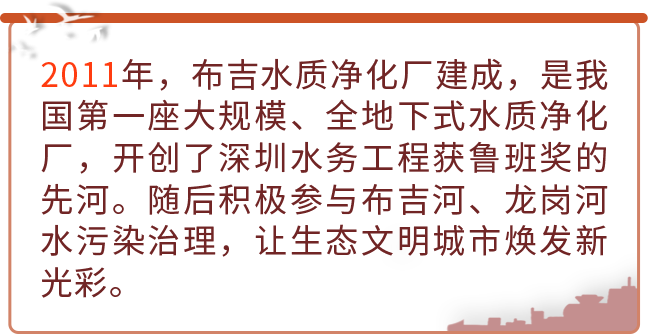 2011年，布吉水质净化厂建成，是我
国第一座大规模、全地下式水质净化
厂，开创了深圳水务工程获鲁班奖的
先河。随后积极参与布吉河、龙岗河
水污染治理，让生态文明城市焕发新
光彩。